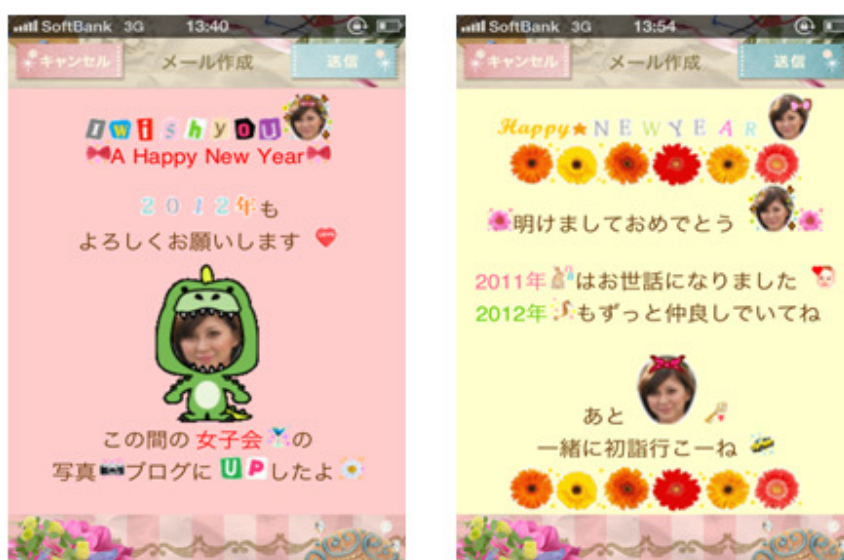 SoftBank 3G 13:40
キャンセル メール作成 送信
I wish you
A Happy New Year
2012年も
よろしくお願いします
この間の 女子会 の
写真 ブログに UPしたよ
SoftBank 3G 13:54
キャンセル メール作成 送信
Happy★NEWYEAR
明けましておめでとう
2011年 はお世話になりました
2012年 もずっと仲良しでいてね
あと
一緒に初詣行こーね